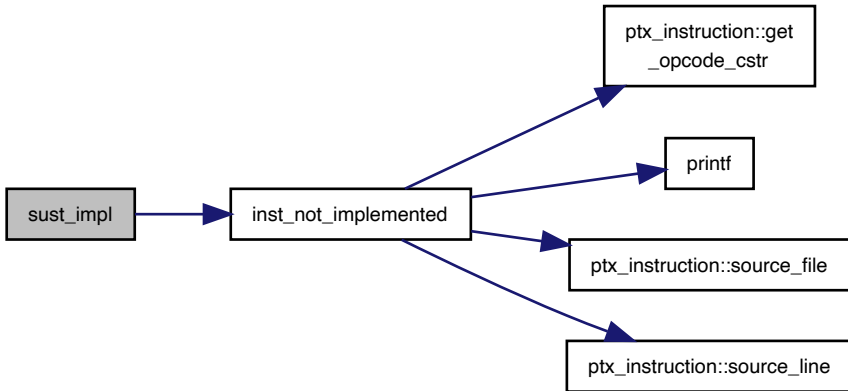 sust_impl
inst_not_implemented
ptx_instruction::get
_opcode_cstr
printf
ptx_instruction::source_file
ptx_instruction::source_line